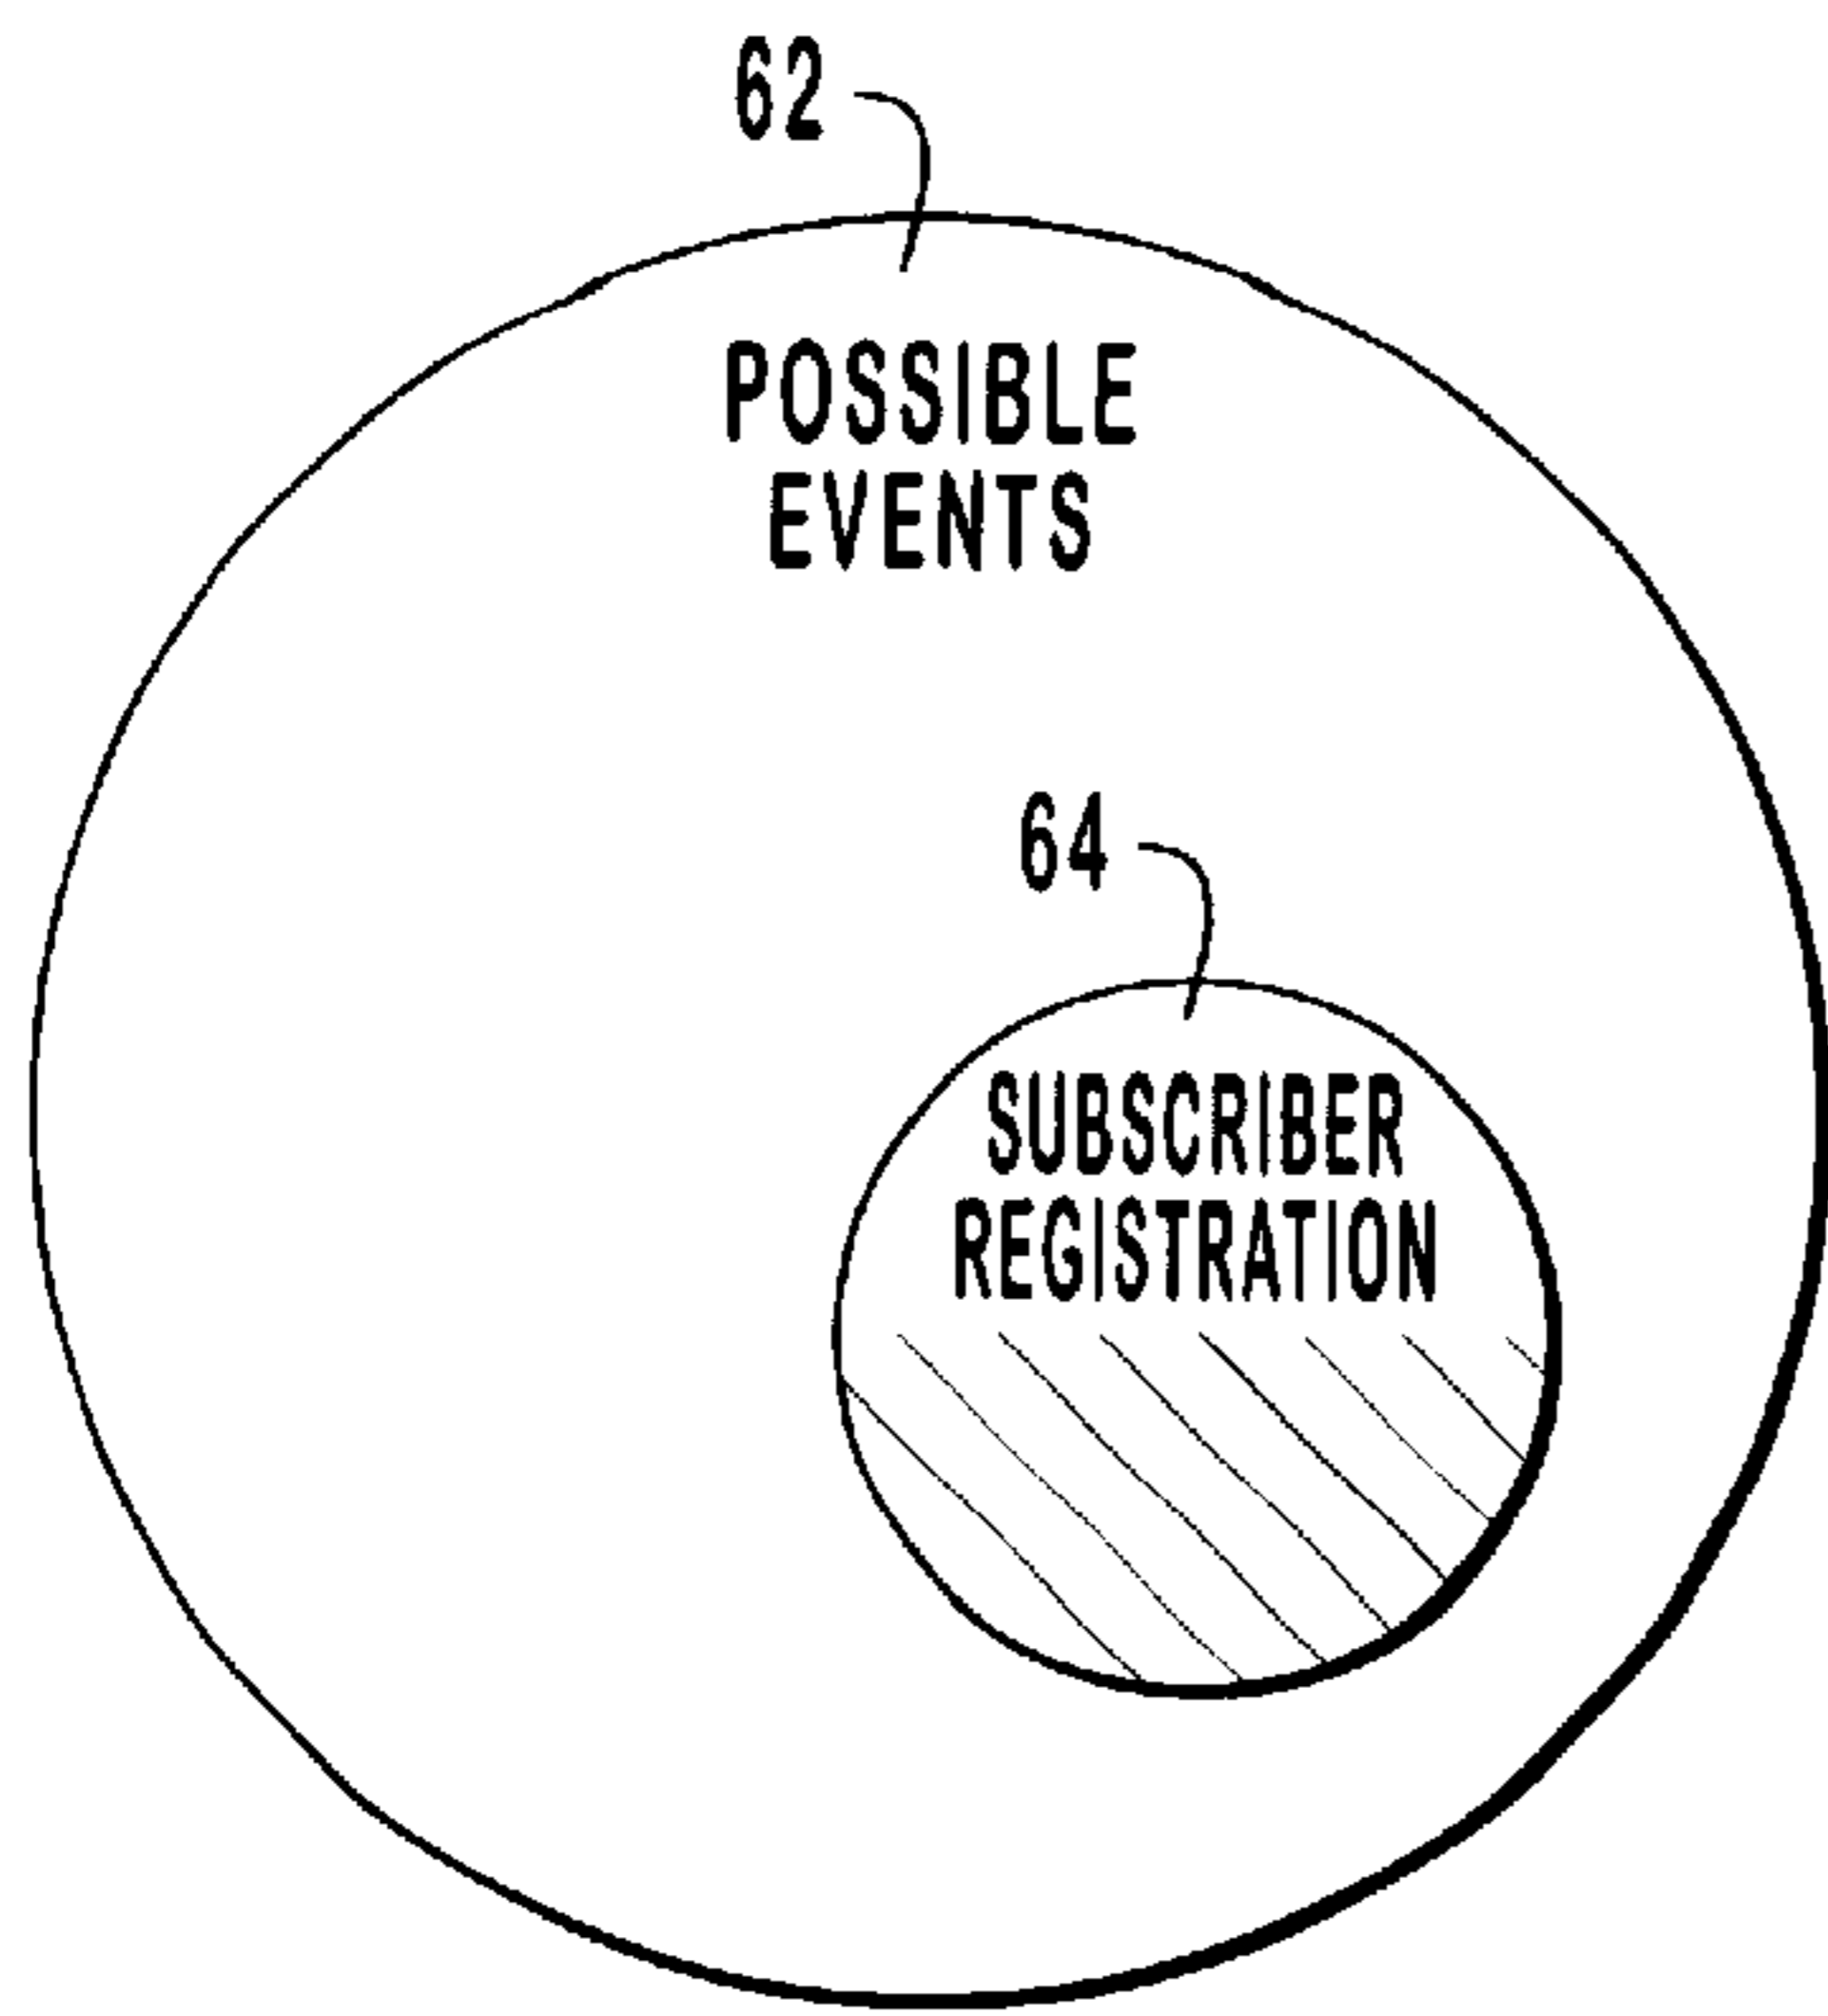 62
POSSIBLE
EVENTS
64
SUBSCRIBER
REGISTRATION